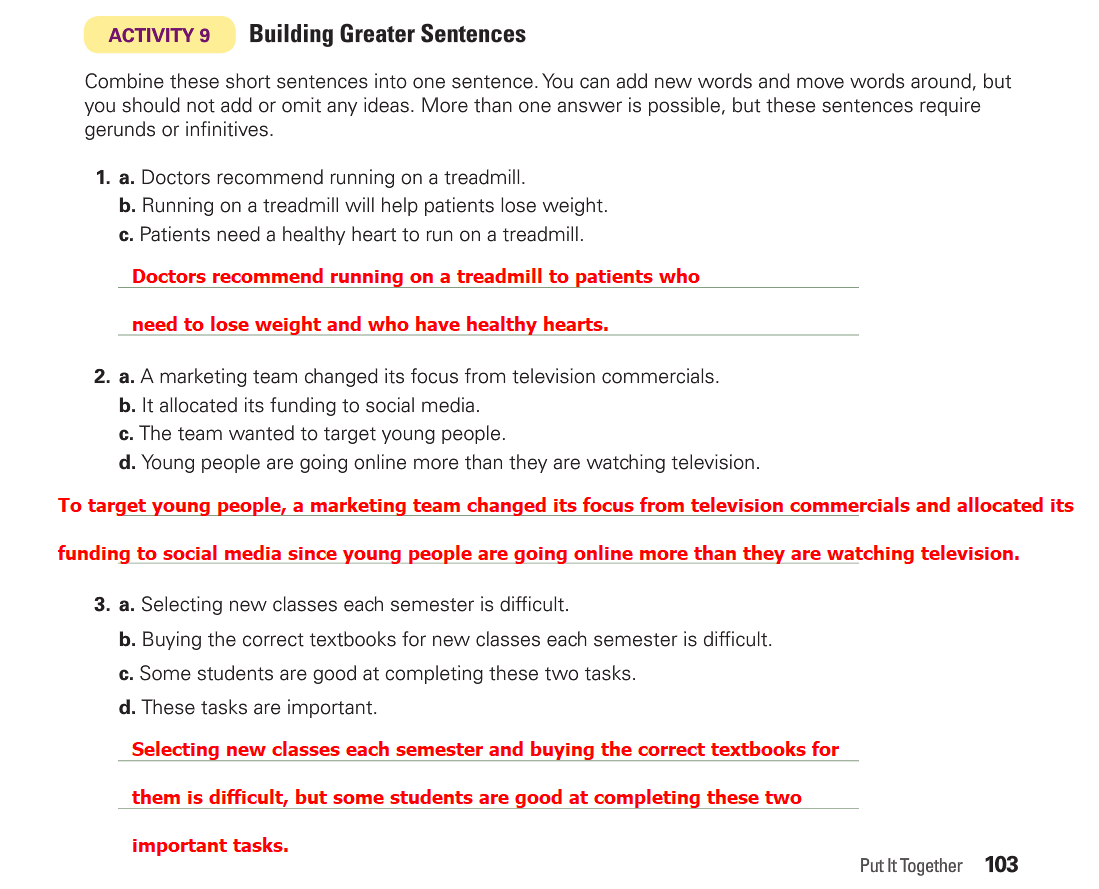 ACTIVITY 9 Building Greater Sentences
Combine these short sentences into one sentence. You can add new words and move words around, but
you should not add or omit any ideas. More than one answer is possible, but these sentences require
gerunds or infinitives.
1. a. Doctors recommend running on a treadmill.
b. Running on a treadmill will help patients lose weight.
c. Patients need a healthy heart to run on a treadmill.
Doctors recommend running on a treadmill to patients who
need to lose weight and who have healthy hearts.
2. a. A marketing team changed its focus from television commercials.
b. It allocated its funding to social media.
c. The team wanted to target young people.
d. Young people are going online more than they are watching television.
To target young people, a marketing team changed its focus from television commercials and allocated its
funding to social media since young people are going online more than they are watching television.
3. a. Selecting new classes each semester is difficult.
b. Buying the correct textbooks for new classes each semester is difficult.
c. Some students are good at completing these two tasks.
d. These tasks are important.
Selecting new classes each semester and buying the correct textbooks for
them is difficult, but some students are good at completing these two
important tasks.
Put It Together 103